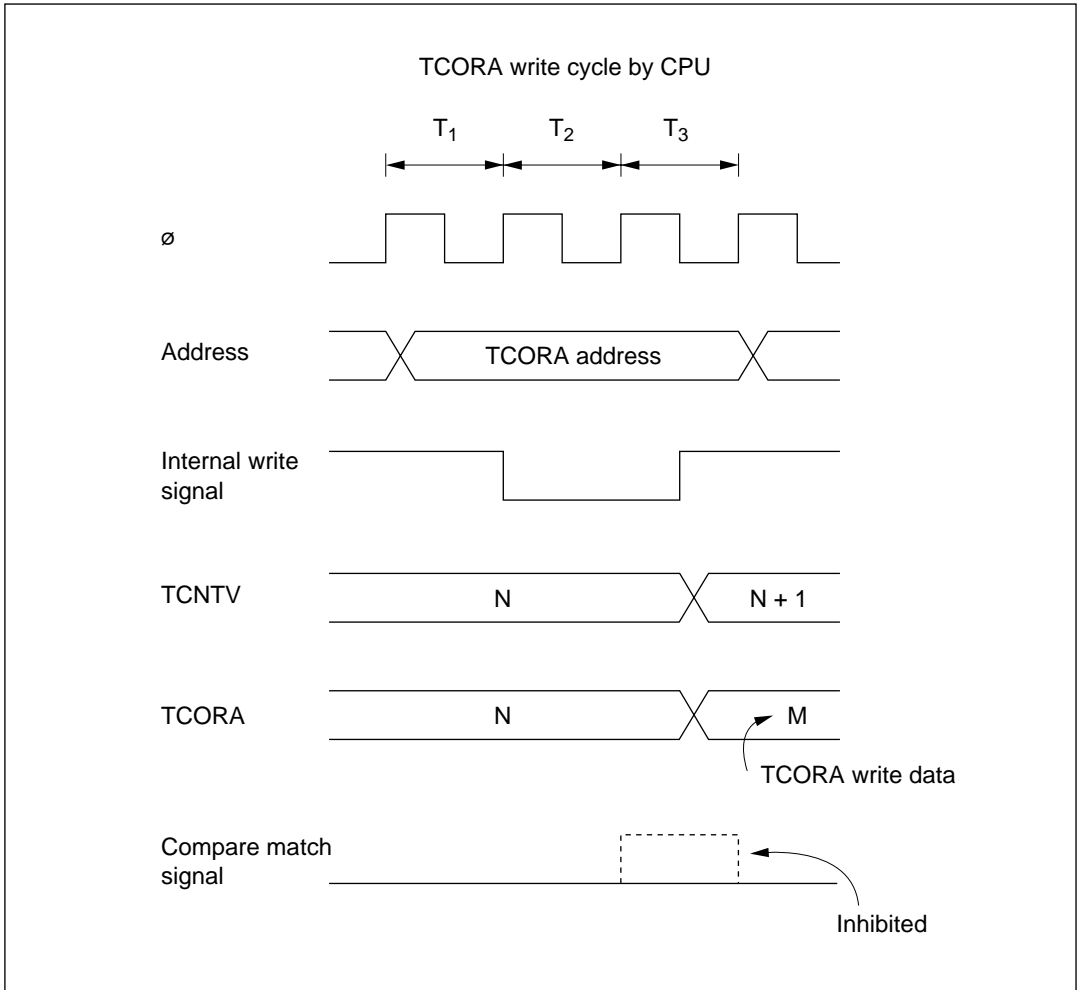 TCORA write cycle by CPU
T1 T2 T3
ø
Address
TCORA address
Internal write
signal
TCNTV
N
N + 1
TCORA
N
M
TCORA write data
Compare match
signal
Inhibited